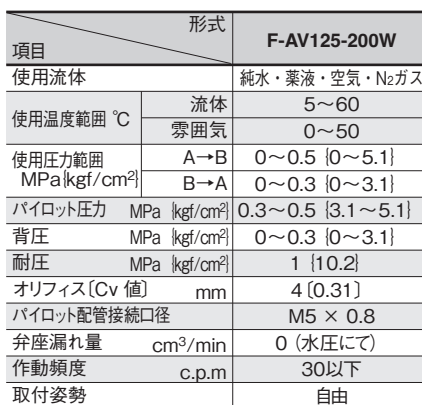 形式
項目
F-AV125-200W
使用流体 純水・薬液・空気・N₂ガス
使用温度範囲 ℃ 流体 5～60
雰囲気 0～50
使用圧力範囲 MPa{kgf/cm²} A→B 0～0.5 {0～5.1}
B→A 0～0.3 {0～3.1}
パイロット圧力 MPa {kgf/cm²} 0.3～0.5 {3.1～5.1}
背圧 MPa {kgf/cm²} 0～0.3 {0～3.1}
耐圧 MPa {kgf/cm²} 1 {10.2}
オリフィス〔Cv 値〕 mm 4〔0.31〕
パイロット配管接続口径 M5 × 0.8
弁座漏れ量 cm³/min 0 (水圧にて)
作動頻度 c.p.m 30以下
取付姿勢 自由